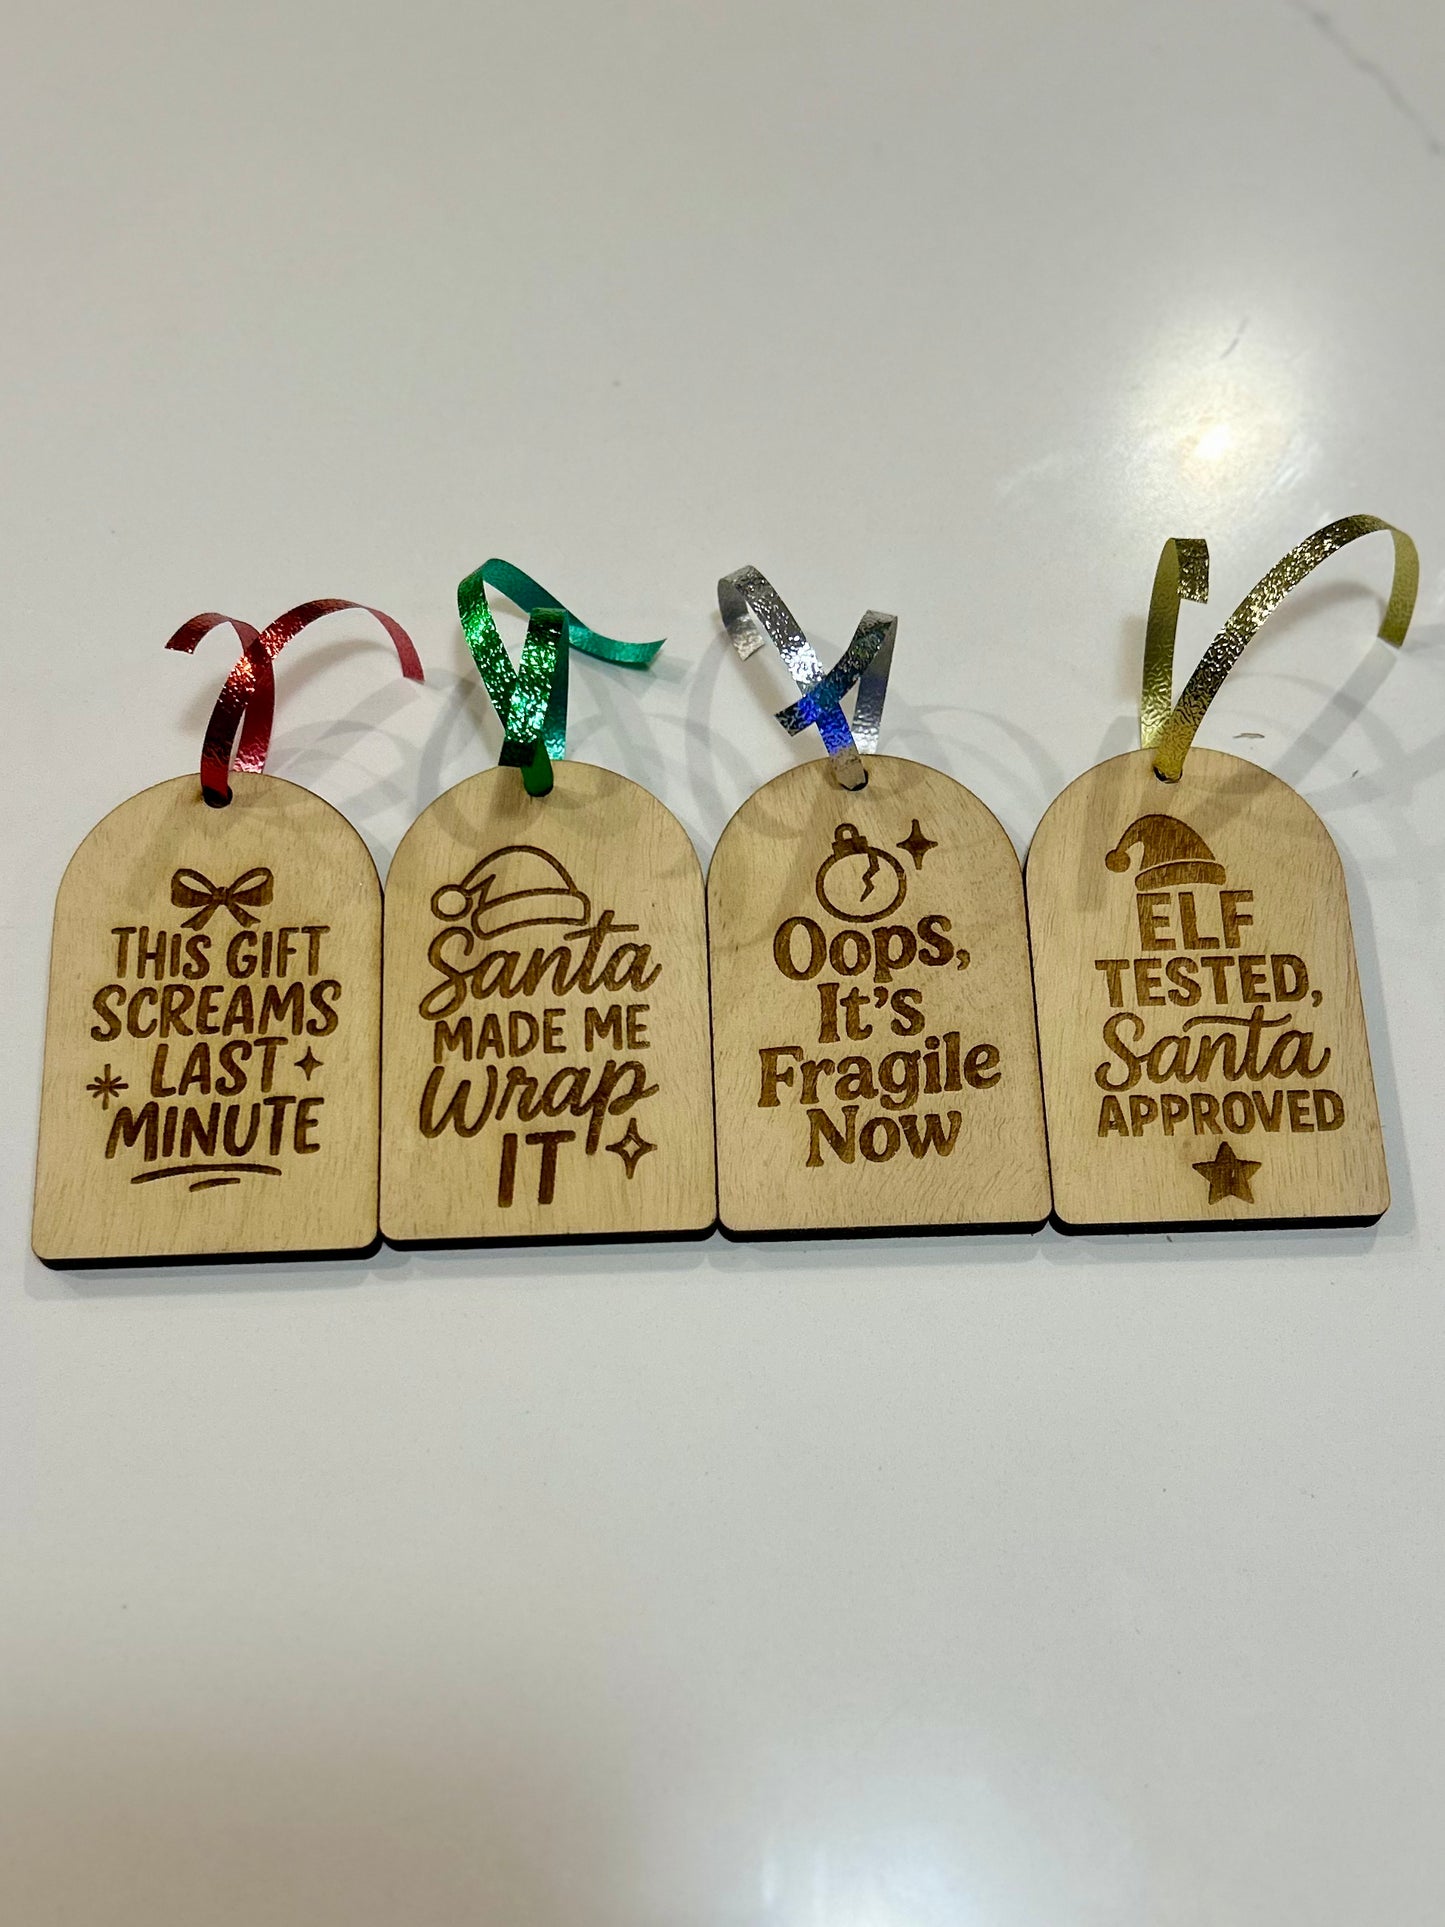 THIS GIFT
SCREAMS
LAST
MINUTE
Santa
MADE ME
Wrap
IT
Oops,
It's
Fragile
Now
ELF
TESTED,
Santa
APPROVED